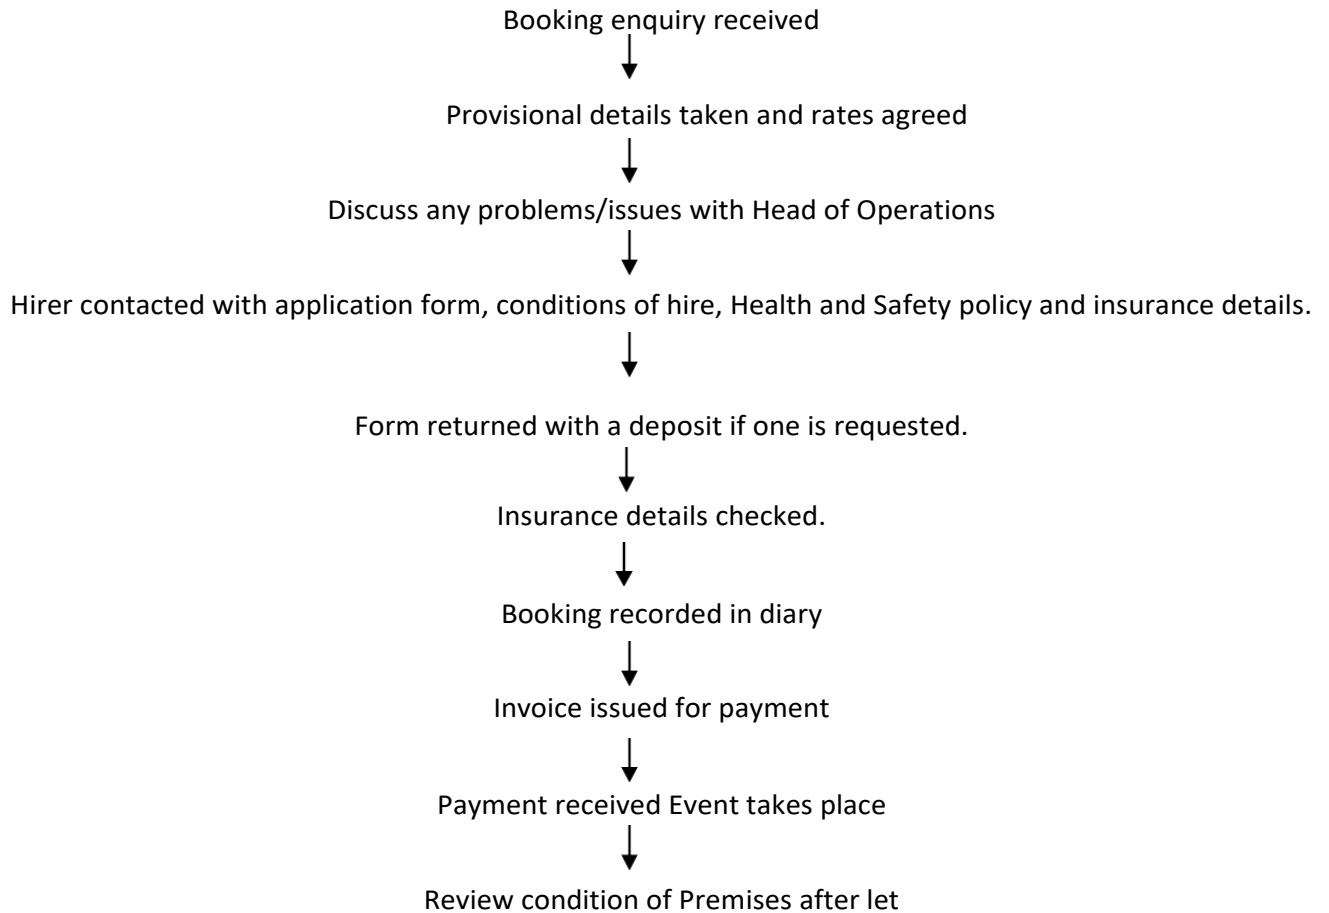 Booking enquiry received
Provisional details taken and rates agreed
Discuss any problems/issues with Head of Operations
Hirer contacted with application form, conditions of hire, Health and Safety policy and insurance details.
Form returned with a deposit if one is requested.
Insurance details checked.
Booking recorded in diary
Invoice issued for payment
Payment received Event takes place
Review condition of Premises after let